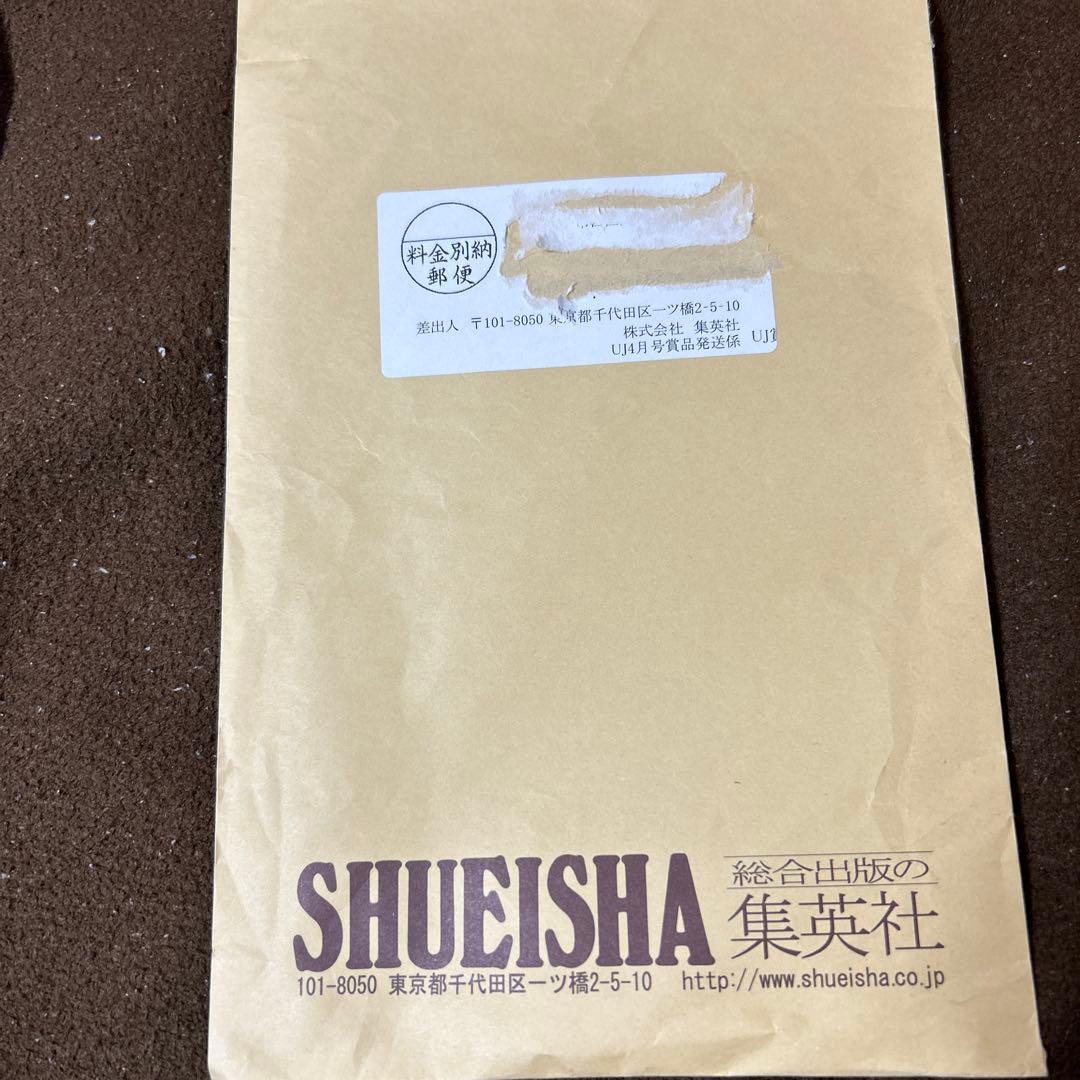 料金別納
郵便
差出人 〒101-8050 東京都千代田区一ツ橋2-5-10
株式会社 集英社
UJ4月号賞品発送係 UJ
SHUEISHA
総合出版の
集英社
101-8050 東京都千代田区一ツ橋2-5-10 http://www.shueisha.co.jp